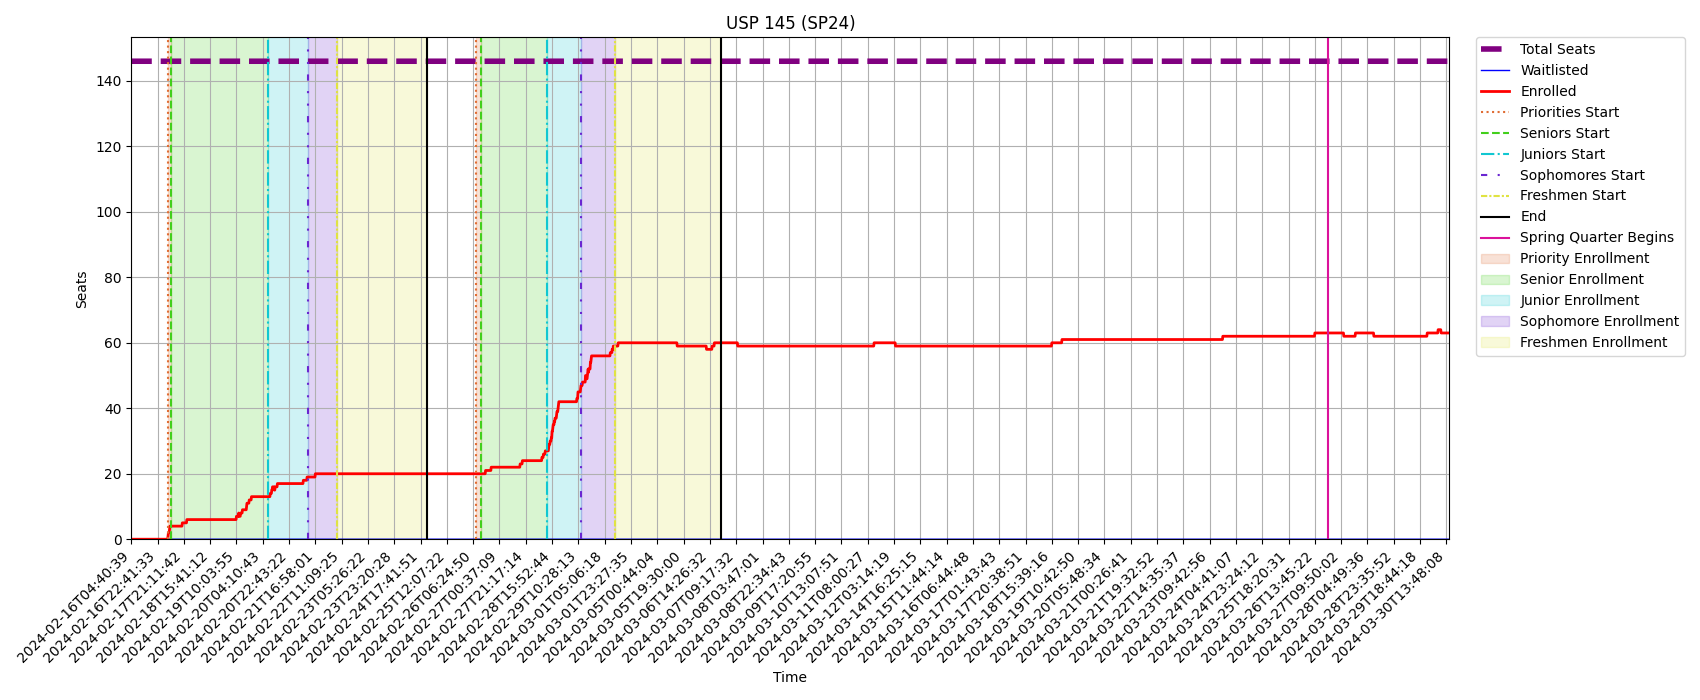 USP 145 (SP24)
Seats
140
120
100
80
60
40
20
0
2024-02-16T04:40:39
2024-02-16T22:41:33
2024-02-17T21:11:42
2024-02-18T15:41:12
2024-02-19T10:03:55
2024-02-20T04:10:43
2024-02-20T22:43:22
2024-02-21T16:58:01
2024-02-22T11:09:25
2024-02-23T05:26:22
2024-02-23T23:20:28
2024-02-24T17:41:51
2024-02-25T12:07:22
2024-02-26T06:24:50
2024-02-27T00:37:09
2024-02-27T21:17:14
2024-02-28T15:52:44
2024-02-29T10:28:13
2024-03-01T05:06:18
2024-03-01T23:27:35
2024-03-05T00:44:04
2024-03-05T19:30:00
2024-03-06T14:26:32
2024-03-07T09:17:32
2024-03-08T03:47:01
2024-03-08T22:34:43
2024-03-09T17:20:55
2024-03-10T13:07:51
2024-03-11T08:00:27
2024-03-12T03:14:19
2024-03-14T16:25:15
2024-03-15T11:44:14
2024-03-16T06:44:48
2024-03-17T01:43:43
2024-03-17T20:38:51
2024-03-18T15:39:16
2024-03-19T10:42:50
2024-03-20T05:48:34
2024-03-21T00:26:41
2024-03-21T19:32:52
2024-03-22T14:35:37
2024-03-23T09:42:56
2024-03-24T04:41:07
2024-03-24T23:24:12
2024-03-25T18:20:31
2024-03-26T13:45:22
2024-03-27T09:50:02
2024-03-28T04:49:36
2024-03-28T23:35:52
2024-03-29T18:44:18
2024-03-30T13:48:08
Time
Total Seats
Waitlisted
Enrolled
Priorities Start
Seniors Start
Juniors Start
Sophomores Start
Freshmen Start
End
Spring Quarter Begins
Priority Enrollment
Senior Enrollment
Junior Enrollment
Sophomore Enrollment
Freshmen Enrollment